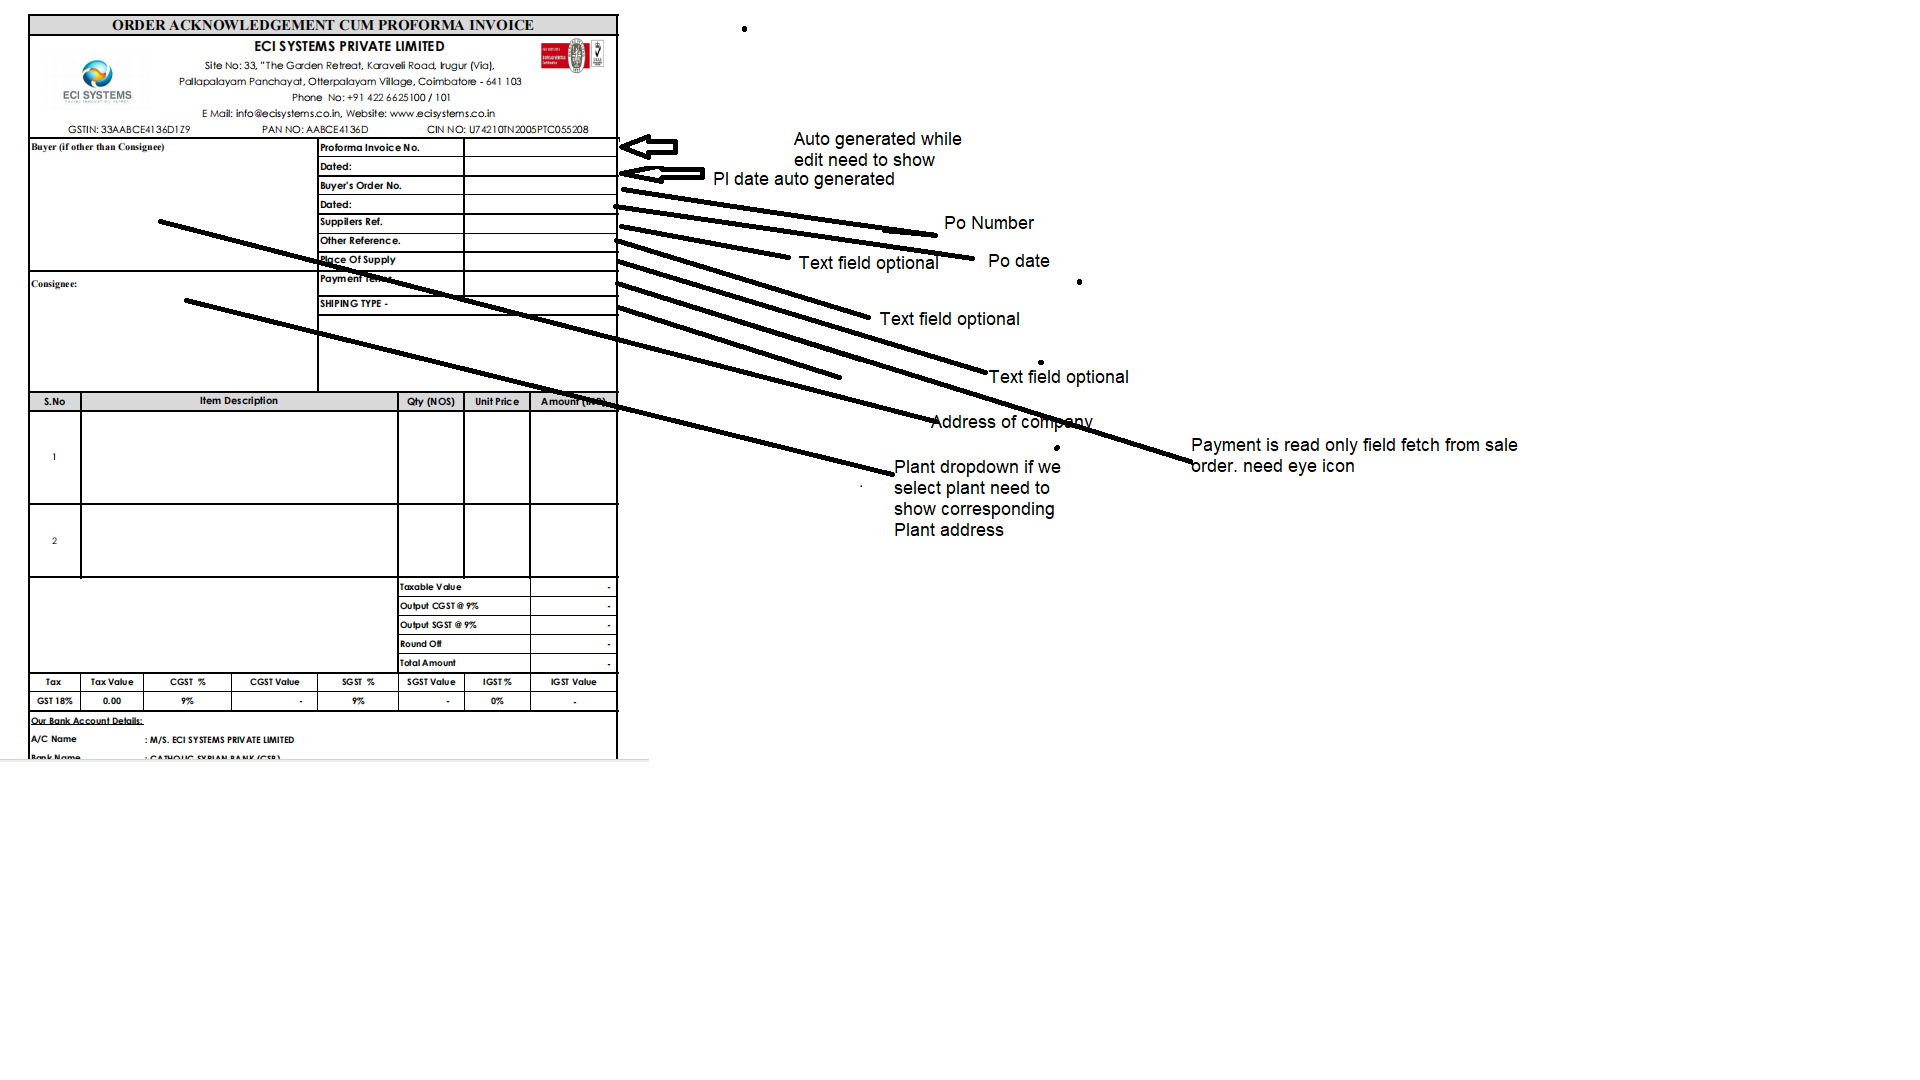 ORDER ACKNOWLEDGEMENT CUM PROFORMA INVOICE
ECI SYSTEMS PRIVATE LIMITED
Site No: 33, "The Garden Retreat, Karaveli Road, Irugur (Via),
Pallapalayam Panchayat, Otterpalayam Village, Coimbatore - 641 103
Phone No: +91 422 6625100 / 101
E Mail: info@ecisystems.co.in, Website: www.ecisystems.co.in
ECI SYSTEMS
GSTIN: 33AABCE4136D1Z9 PAN NO: AABCE4136D CIN NO: U74210TN2005PTC055208
Buyer (if other than Consignee)
Proforma Invoice No.
Dated:
Buyer's Order No.
Dated:
Suppilers Ref.
Other Reference.
Place Of Supply
Payment Terms
SHIPING TYPE -
Consignee:
Auto generated while
edit need to show
PI date auto generated
Po Number
Po date
Text field optional
Text field optional
Text field optional
Address of company
Payment is read only field fetch from sale
order. need eye icon
Plant dropdown if we
select plant need to
show corresponding
Plant address
S.No Item Description Qty (NOS) Unit Price Amount (INR)
1
2
Taxable Value -
Output CGST @ 9% -
Output SGST @ 9% -
Round Off -
Total Amount -
Tax Tax Value CGST % CGST Value SGST % SGST Value IGST % IGST Value
GST 18% 0.00 9% - 9% - 0% -
Our Bank Account Details:
A/C Name : M/S. ECI SYSTEMS PRIVATE LIMITED
Bank Name : CATHOLIC SYRIAN BANK (CSB)